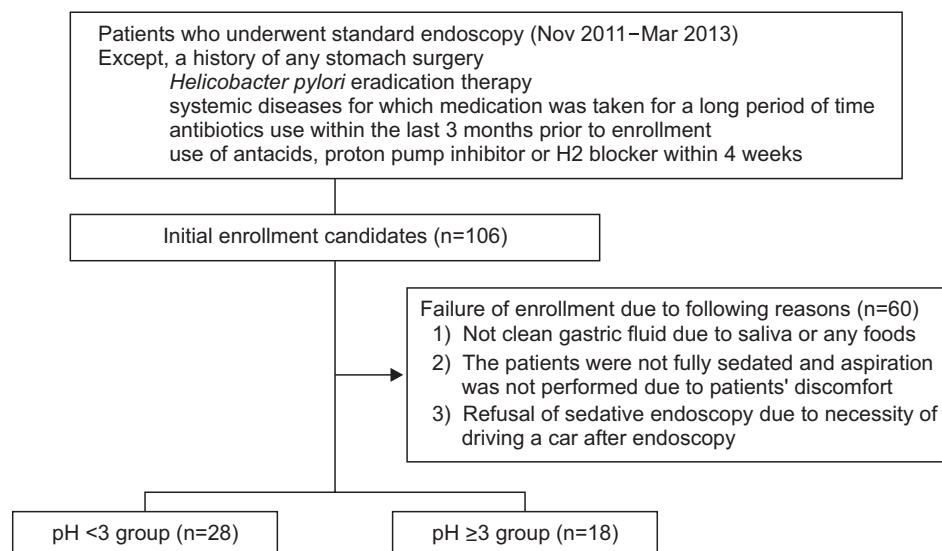 Patients who underwent standard endoscopy (Nov 2011−Mar 2013)
Except, a history of any stomach surgery
Helicobacter pylori eradication therapy
systemic diseases for which medication was taken for a long period of time
antibiotics use within the last 3 months prior to enrollment
use of antacids, proton pump inhibitor or H2 blocker within 4 weeks
Initial enrollment candidates (n=106)
Failure of enrollment due to following reasons (n=60)
1) Not clean gastric fluid due to saliva or any foods
2) The patients were not fully sedated and aspiration
was not performed due to patients' discomfort
3) Refusal of sedative endoscopy due to necessity of
driving a car after endoscopy
pH <3 group (n=28)
pH ≥3 group (n=18)